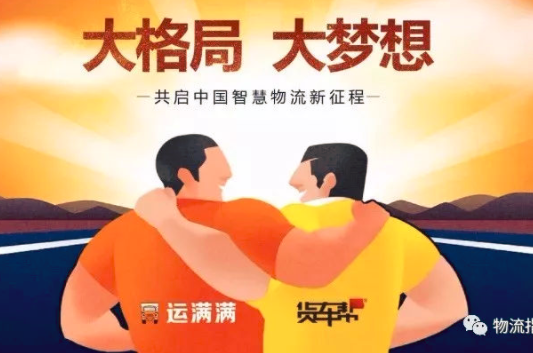 大格局 大梦想
共启中国智慧物流新征程
运满满
货车帮
物流指